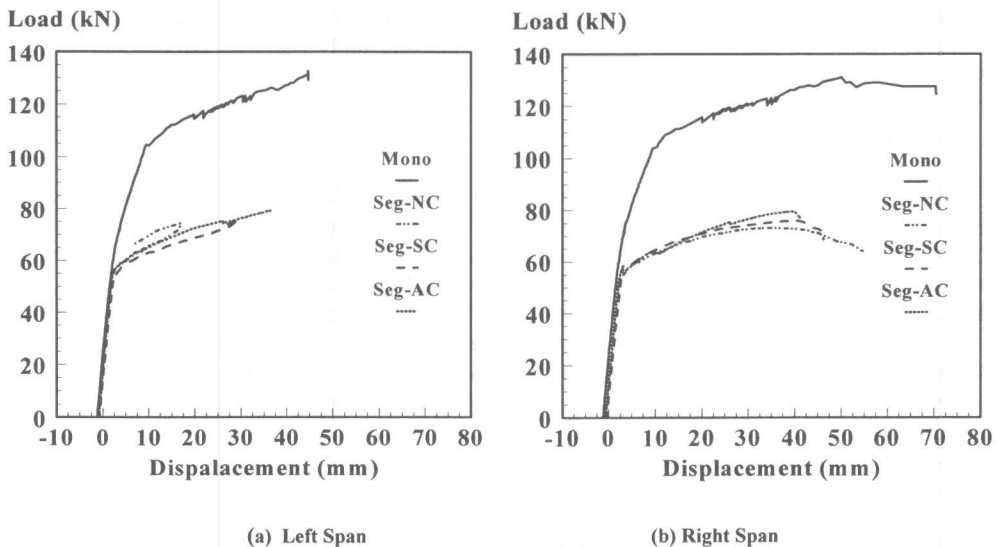 Load (kN)
140
120
100
80
60
40
20
0
-10 0 10 20 30 40 50 60 70 80
Dispalacement (mm)
Mono
Seg-NC
Seg-SC
Seg-AC
(a) Left Span
Load (kN)
140
120
100
80
60
40
20
0
-10 0 10 20 30 40 50 60 70 80
Displacement (mm)
Mono
Seg-NC
Seg-SC
Seg-AC
(b) Right Span